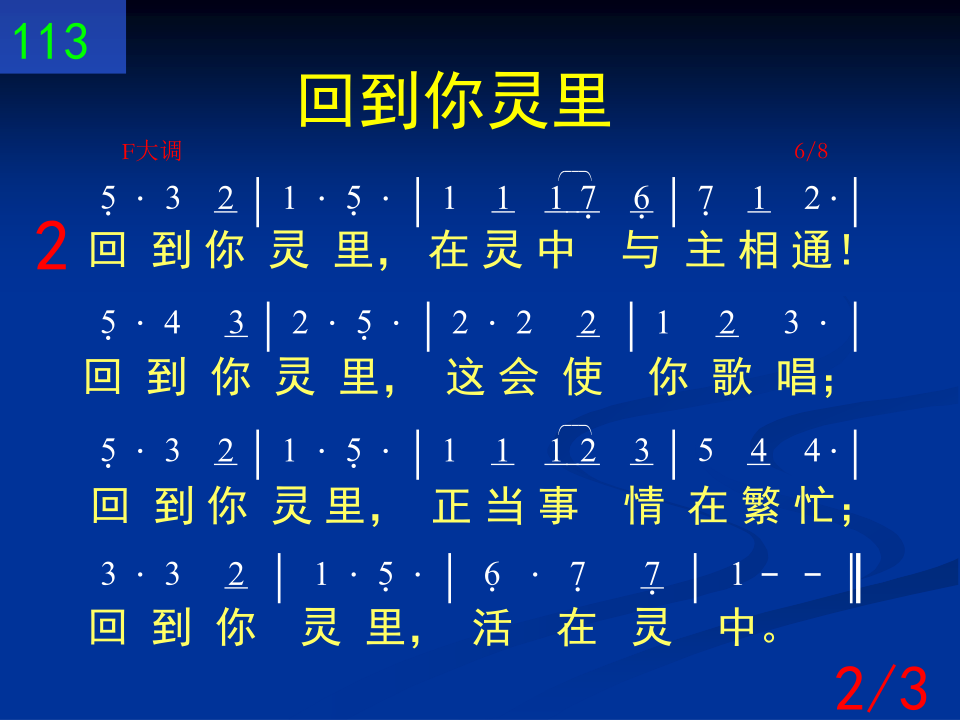 113
回到你灵里
F大调 6/8
5̣ · 3 2̲ | 1 · 5̣ · | 1 1̲ 1̲ 7̣̲ 6̣̲ | 7̣ 1̲ 2 · |
2 回 到 你 灵 里， 在 灵 中 与 主 相 通！
5̣ · 4 3̲ | 2 · 5̣ · | 2 · 2 2̲ | 1 2̲ 3 · |
回 到 你 灵 里， 这 会 使 你 歌 唱；
5̣ · 3 2̲ | 1 · 5̣ · | 1 1̲ 1̲ 2̲ 3̲ | 5 4̲ 4 · |
回 到 你 灵 里， 正 当 事 情 在 繁 忙；
3 · 3 2̲ | 1 · 5̣ · | 6̣ · 7̣ 7̣̲ | 1 – – ‖
回 到 你 灵 里， 活 在 灵 中。
2/3